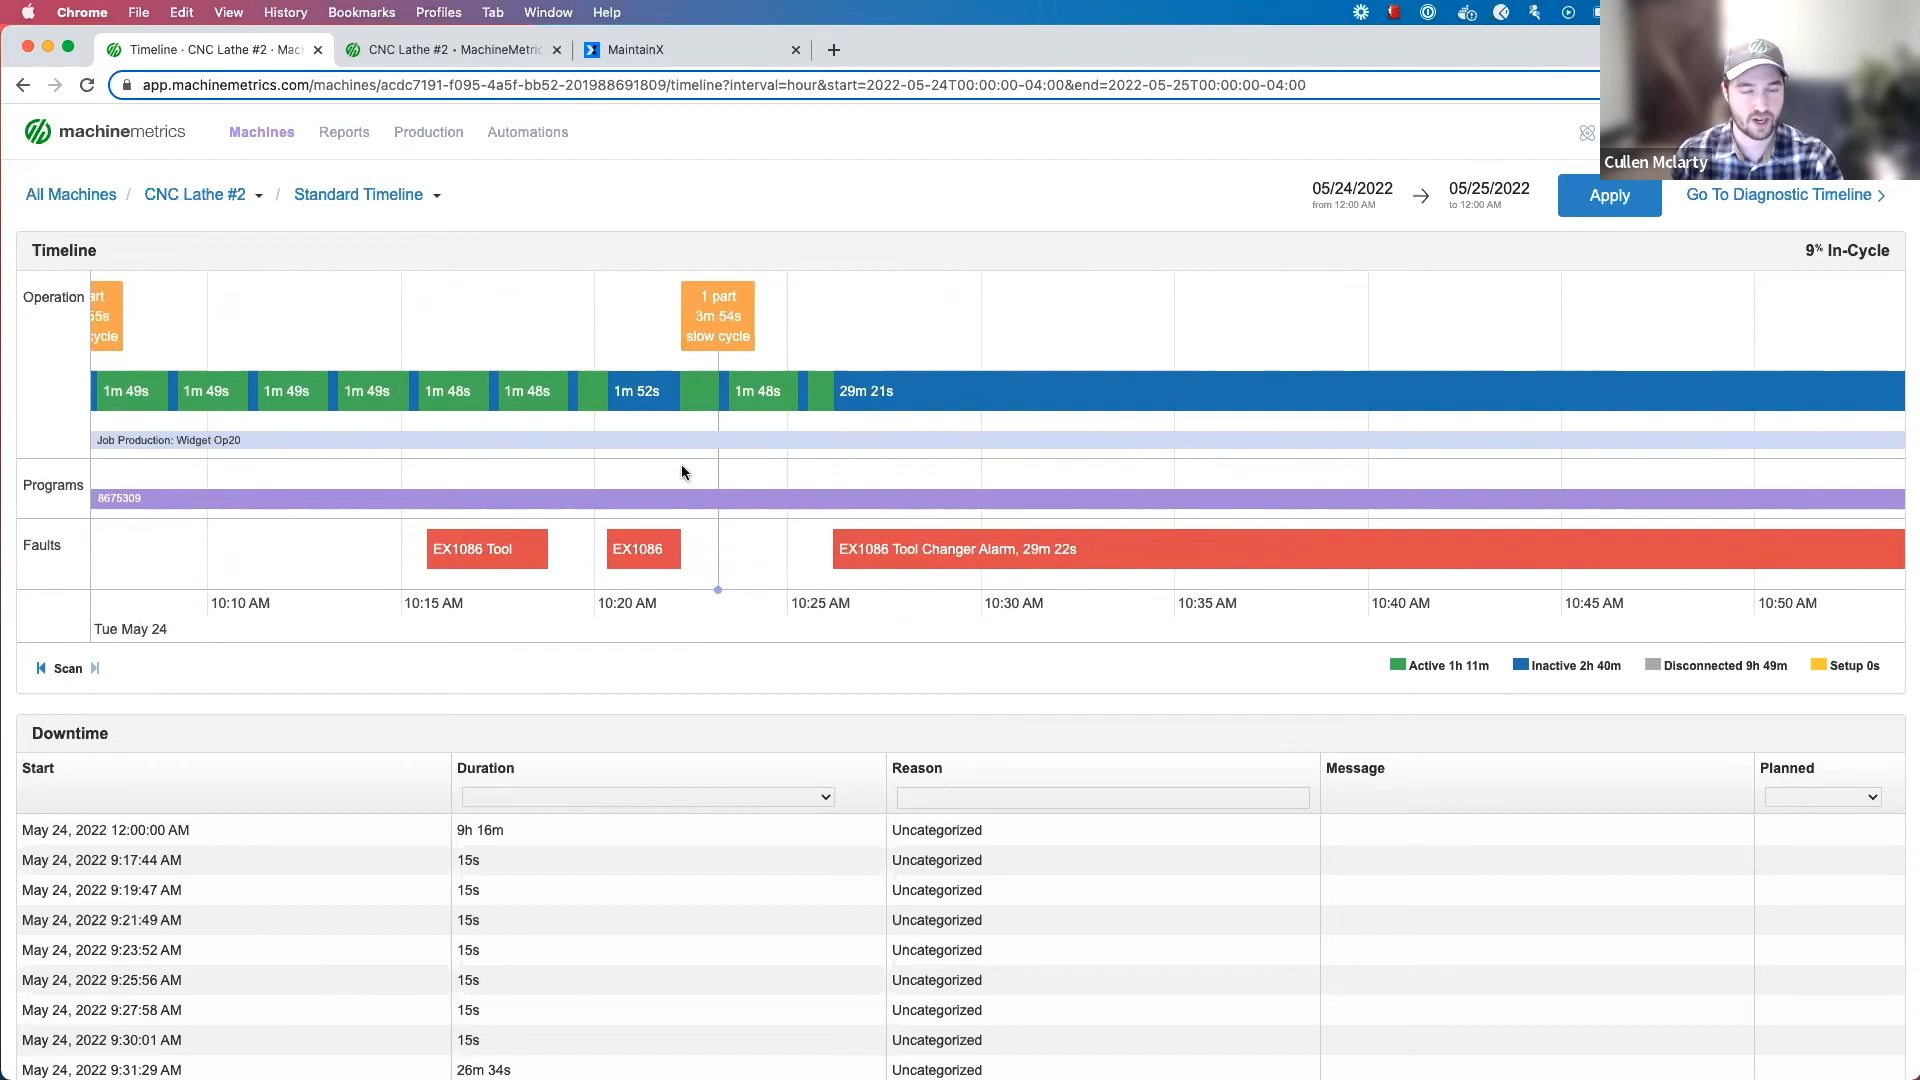 Chrome File Edit View History Bookmarks Profiles Tab Window Help
Timeline · CNC Lathe #2 · Mac
CNC Lathe #2 • MachineMetric
MaintainX
app.machinemetrics.com/machines/acdc7191-f095-4a5f-bb52-201988691809/timeline?interval=hour&start=2022-05-24T00:00:00-04:00&end=2022-05-25T00:00:00-04:00
machinemetrics Machines Reports Production Automations
Cullen Mclarty
All Machines / CNC Lathe #2 / Standard Timeline
05/24/2022 → 05/25/2022 Apply Go To Diagnostic Timeline
from 12:00 AM to 12:00 AM
Timeline 9% In-Cycle
Operation
art
55s
cycle
1 part
3m 54s
slow cycle
1m 49s 1m 49s 1m 49s 1m 49s 1m 48s 1m 48s 1m 52s 1m 48s 29m 21s
Job Production: Widget Op20
Programs
8675309
Faults
EX1086 Tool EX1086 EX1086 Tool Changer Alarm, 29m 22s
10:10 AM 10:15 AM 10:20 AM 10:25 AM 10:30 AM 10:35 AM 10:40 AM 10:45 AM 10:50 AM
Tue May 24
Scan
Active 1h 11m Inactive 2h 40m Disconnected 9h 49m Setup 0s
Downtime
Start Duration Reason Message Planned
May 24, 2022 12:00:00 AM 9h 16m Uncategorized
May 24, 2022 9:17:44 AM 15s Uncategorized
May 24, 2022 9:19:47 AM 15s Uncategorized
May 24, 2022 9:21:49 AM 15s Uncategorized
May 24, 2022 9:23:52 AM 15s Uncategorized
May 24, 2022 9:25:56 AM 15s Uncategorized
May 24, 2022 9:27:58 AM 15s Uncategorized
May 24, 2022 9:30:01 AM 15s Uncategorized
May 24, 2022 9:31:29 AM 26m 34s Uncategorized